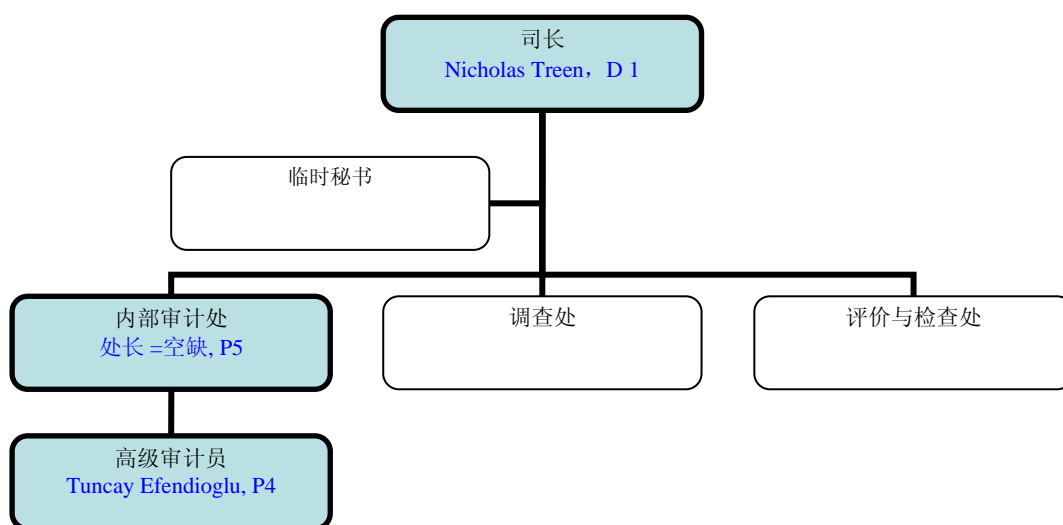 司长
Nicholas Treen，D 1
临时秘书
内部审计处
处长 =空缺, P5
调查处
评价与检查处
高级审计员
Tuncay Efendioglu, P4